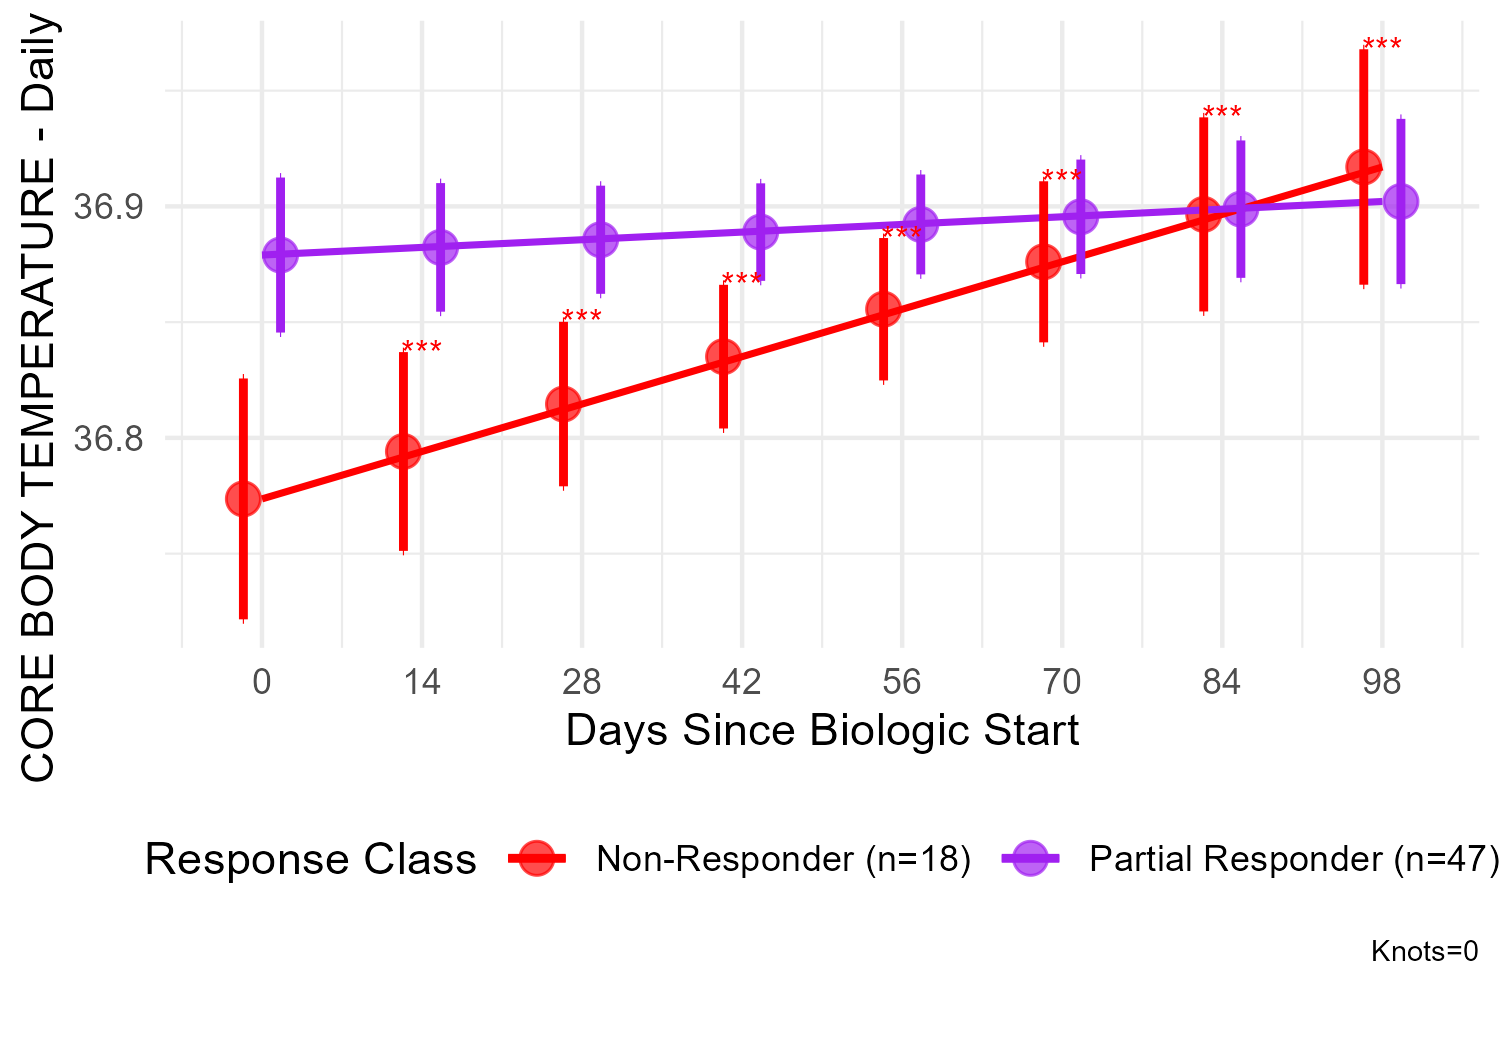 CORE BODY TEMPERATURE - Daily
36.9
36.8
***
***
***
***
***
***
***
0 14 28 42 56 70 84 98
Days Since Biologic Start
Response Class Non-Responder (n=18) Partial Responder (n=47)
Knots=0